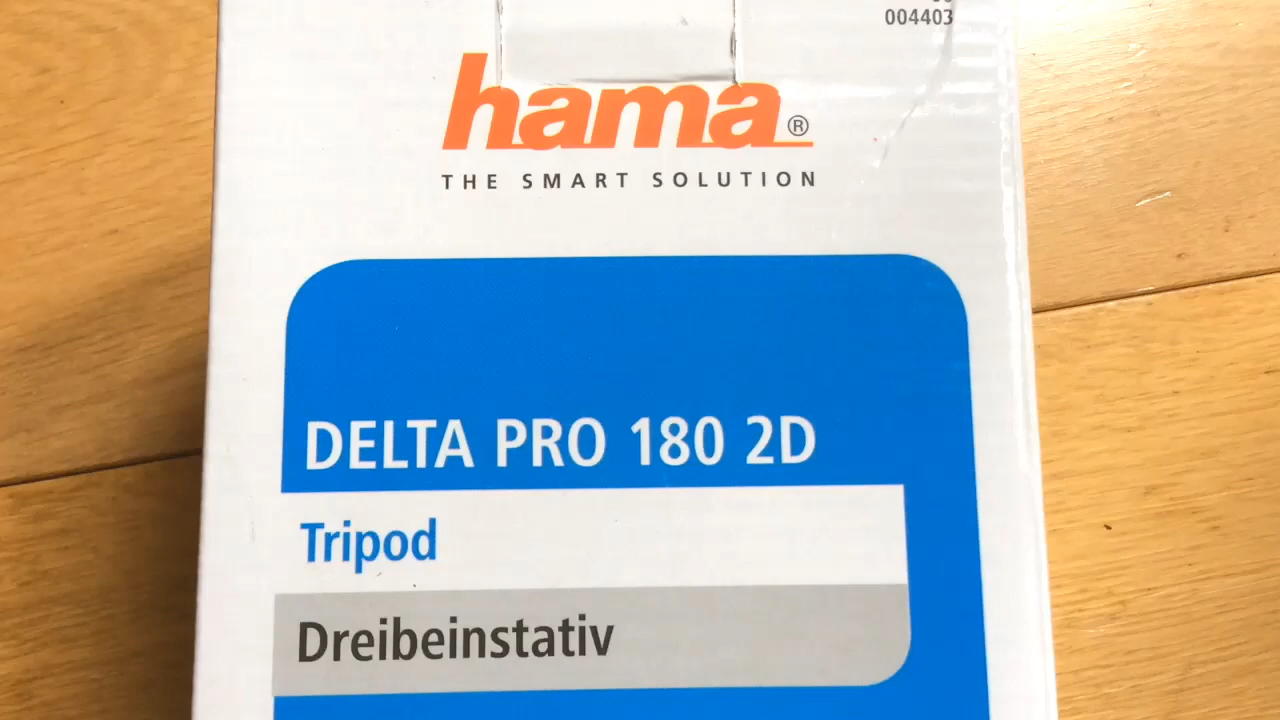 004403
hama®
THE SMART SOLUTION
DELTA PRO 180 2D
Tripod
Dreibeinstativ